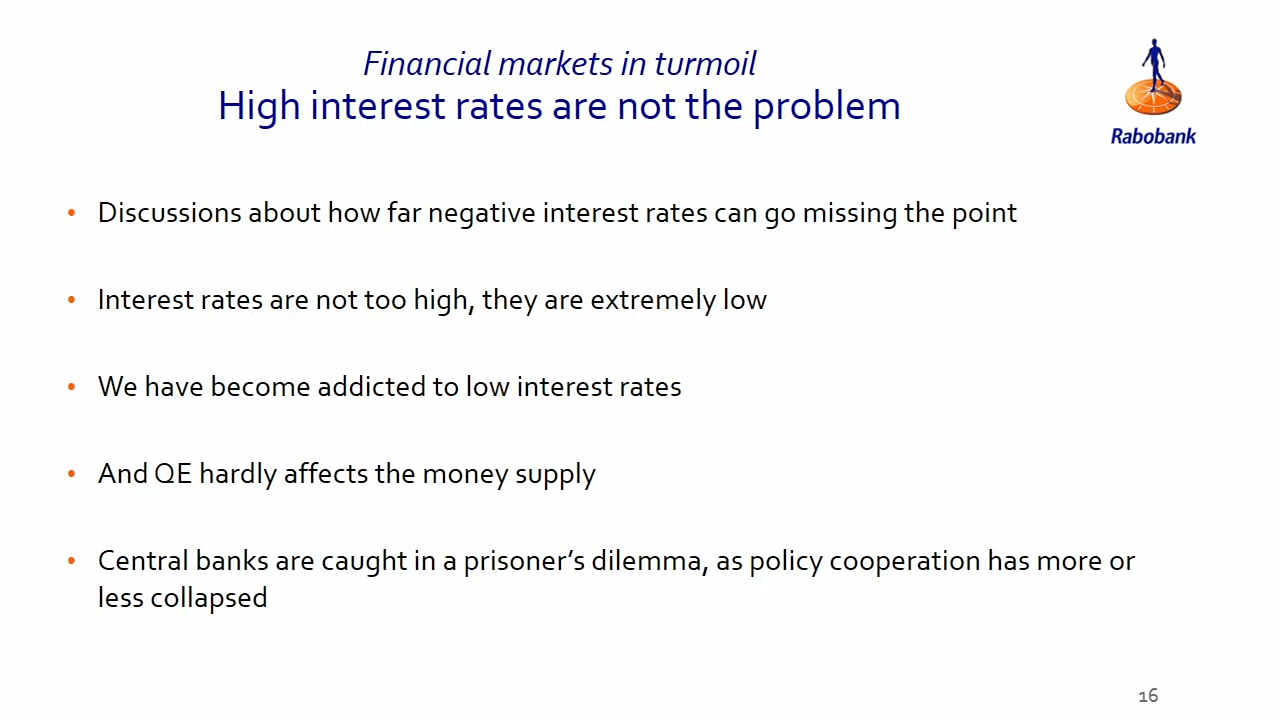 Financial markets in turmoil
High interest rates are not the problem
Rabobank
• Discussions about how far negative interest rates can go missing the point
• Interest rates are not too high, they are extremely low
• We have become addicted to low interest rates
• And QE hardly affects the money supply
• Central banks are caught in a prisoner’s dilemma, as policy cooperation has more or
less collapsed
16